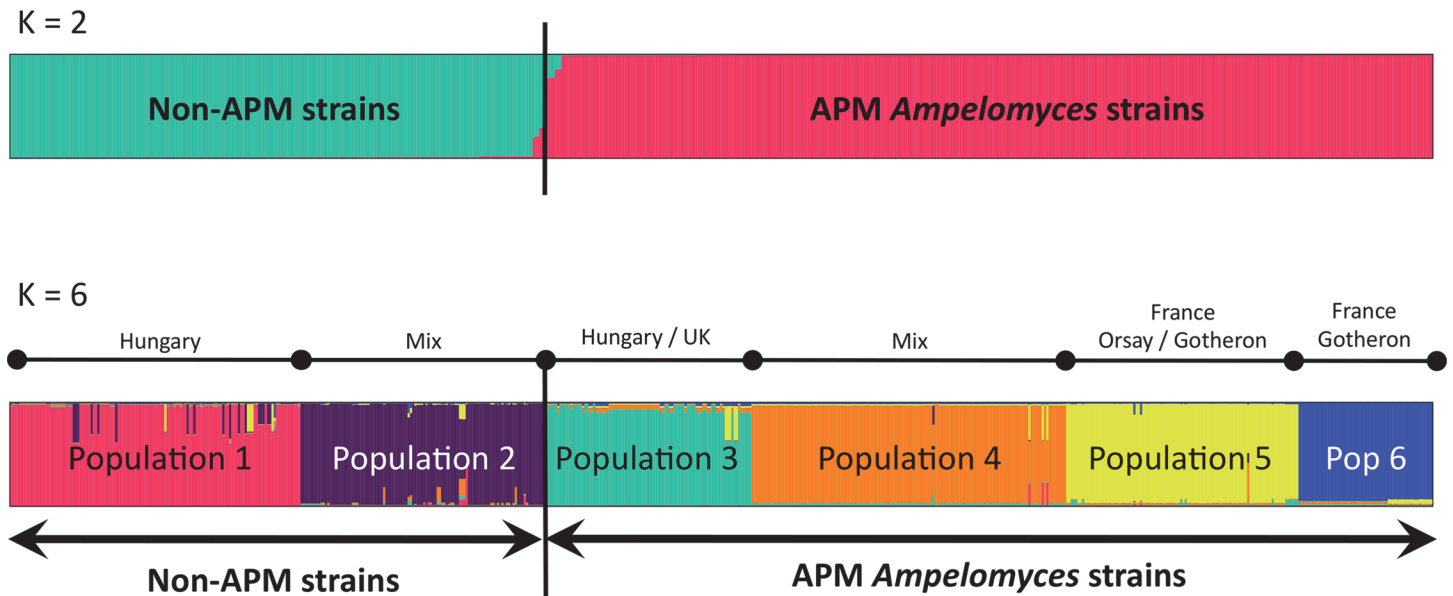 K = 2
Non-APM strains
APM Ampelomyces strains
K = 6
Hungary
Mix
Hungary / UK
Mix
France
Orsay / Gotheron
France
Gotheron
Population 1
Population 2
Population 3
Population 4
Population 5
Pop 6
Non-APM strains
APM Ampelomyces strains